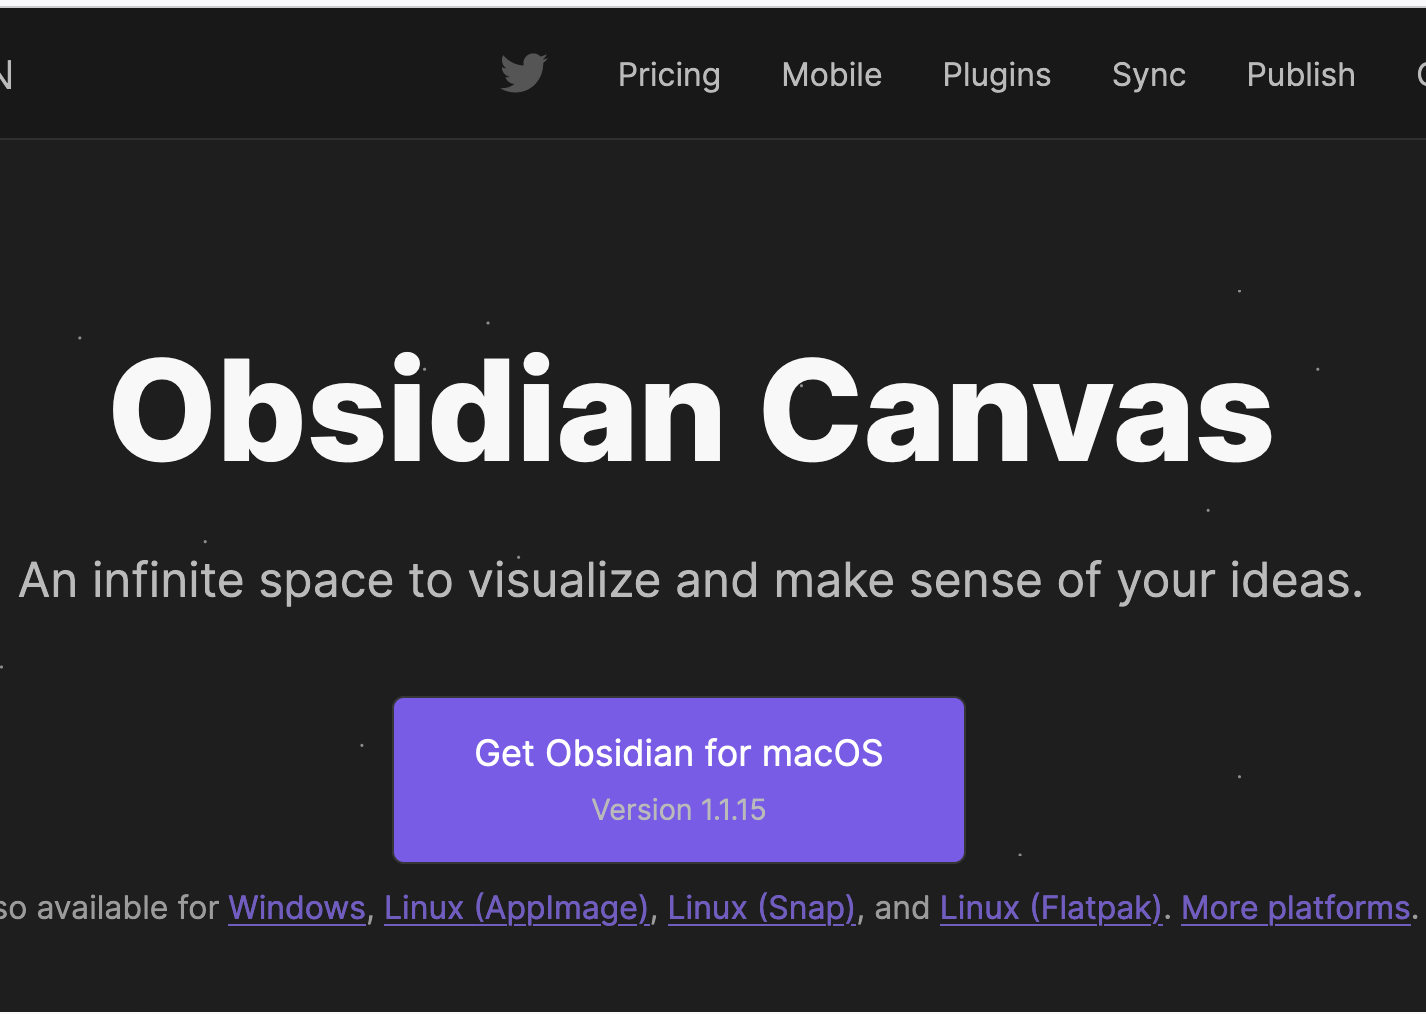 N Pricing Mobile Plugins Sync Publish
Obsidian Canvas
An infinite space to visualize and make sense of your ideas.
Get Obsidian for macOS
Version 1.1.15
so available for Windows, Linux (AppImage), Linux (Snap), and Linux (Flatpak). More platforms.